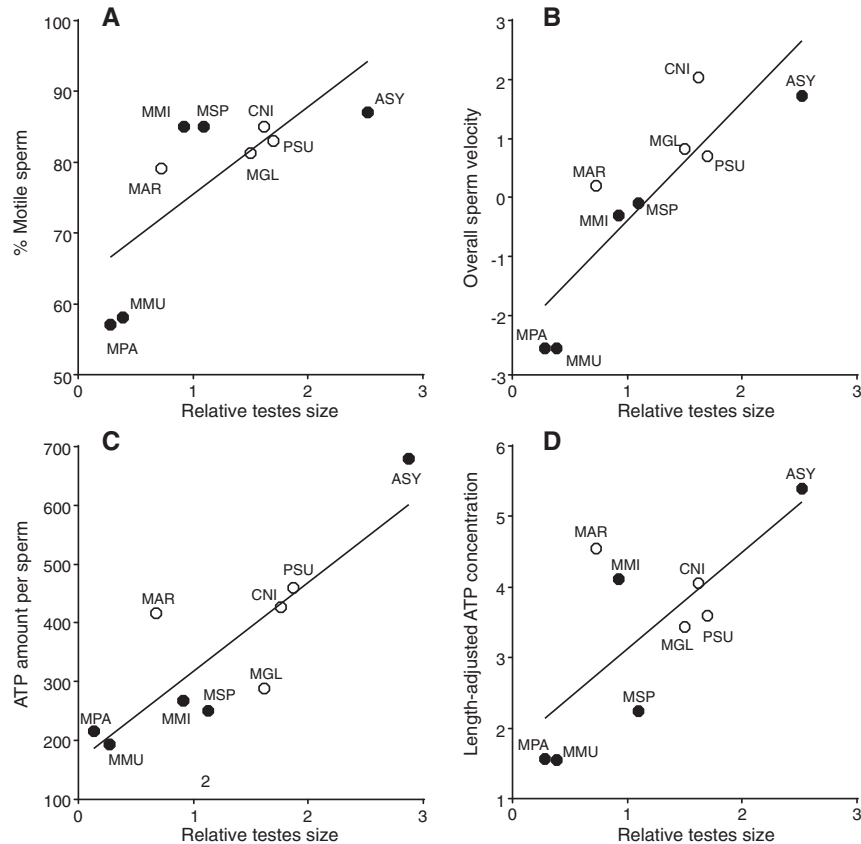 A
100
90
80
70
60
50
% Motile sperm
MMI MSP CNI ASY
MAR PSU
MGL
MMU
MPA
0 1 2 3
Relative testes size
B
3
2
1
0
-1
-2
-3
Overall sperm velocity
CNI ASY
MGL PSU
MAR
MMI MSP
MPA MMU
0 1 2 3
Relative testes size
C
700
600
500
400
300
200
100
ATP amount per sperm
ASY
PSU
MAR CNI
MGL
MMI MSP
MPA
MMU
2
0 1 2 3
Relative testes size
D
6
5
4
3
2
1
Length-adjusted ATP concentration
ASY
MAR
MMI CNI
MGL PSU
MSP
MPA MMU
0 1 2 3
Relative testes size